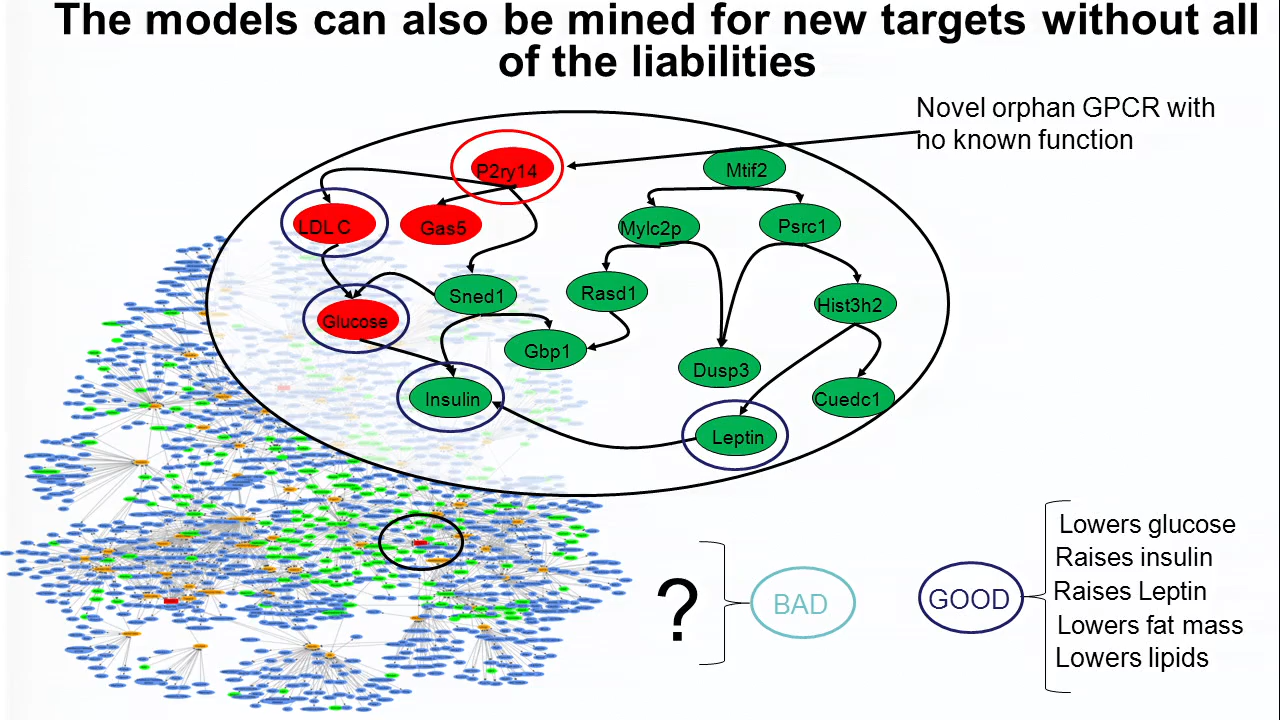 The models can also be mined for new targets without all
of the liabilities
Novel orphan GPCR with
no known function
P2ry14
Mtif2
LDL C
Gas5
Mylc2p
Psrc1
Sned1
Rasd1
Hist3h2
Glucose
Gbp1
Dusp3
Insulin
Cuedc1
Leptin
?
BAD
GOOD
Lowers glucose
Raises insulin
Raises Leptin
Lowers fat mass
Lowers lipids